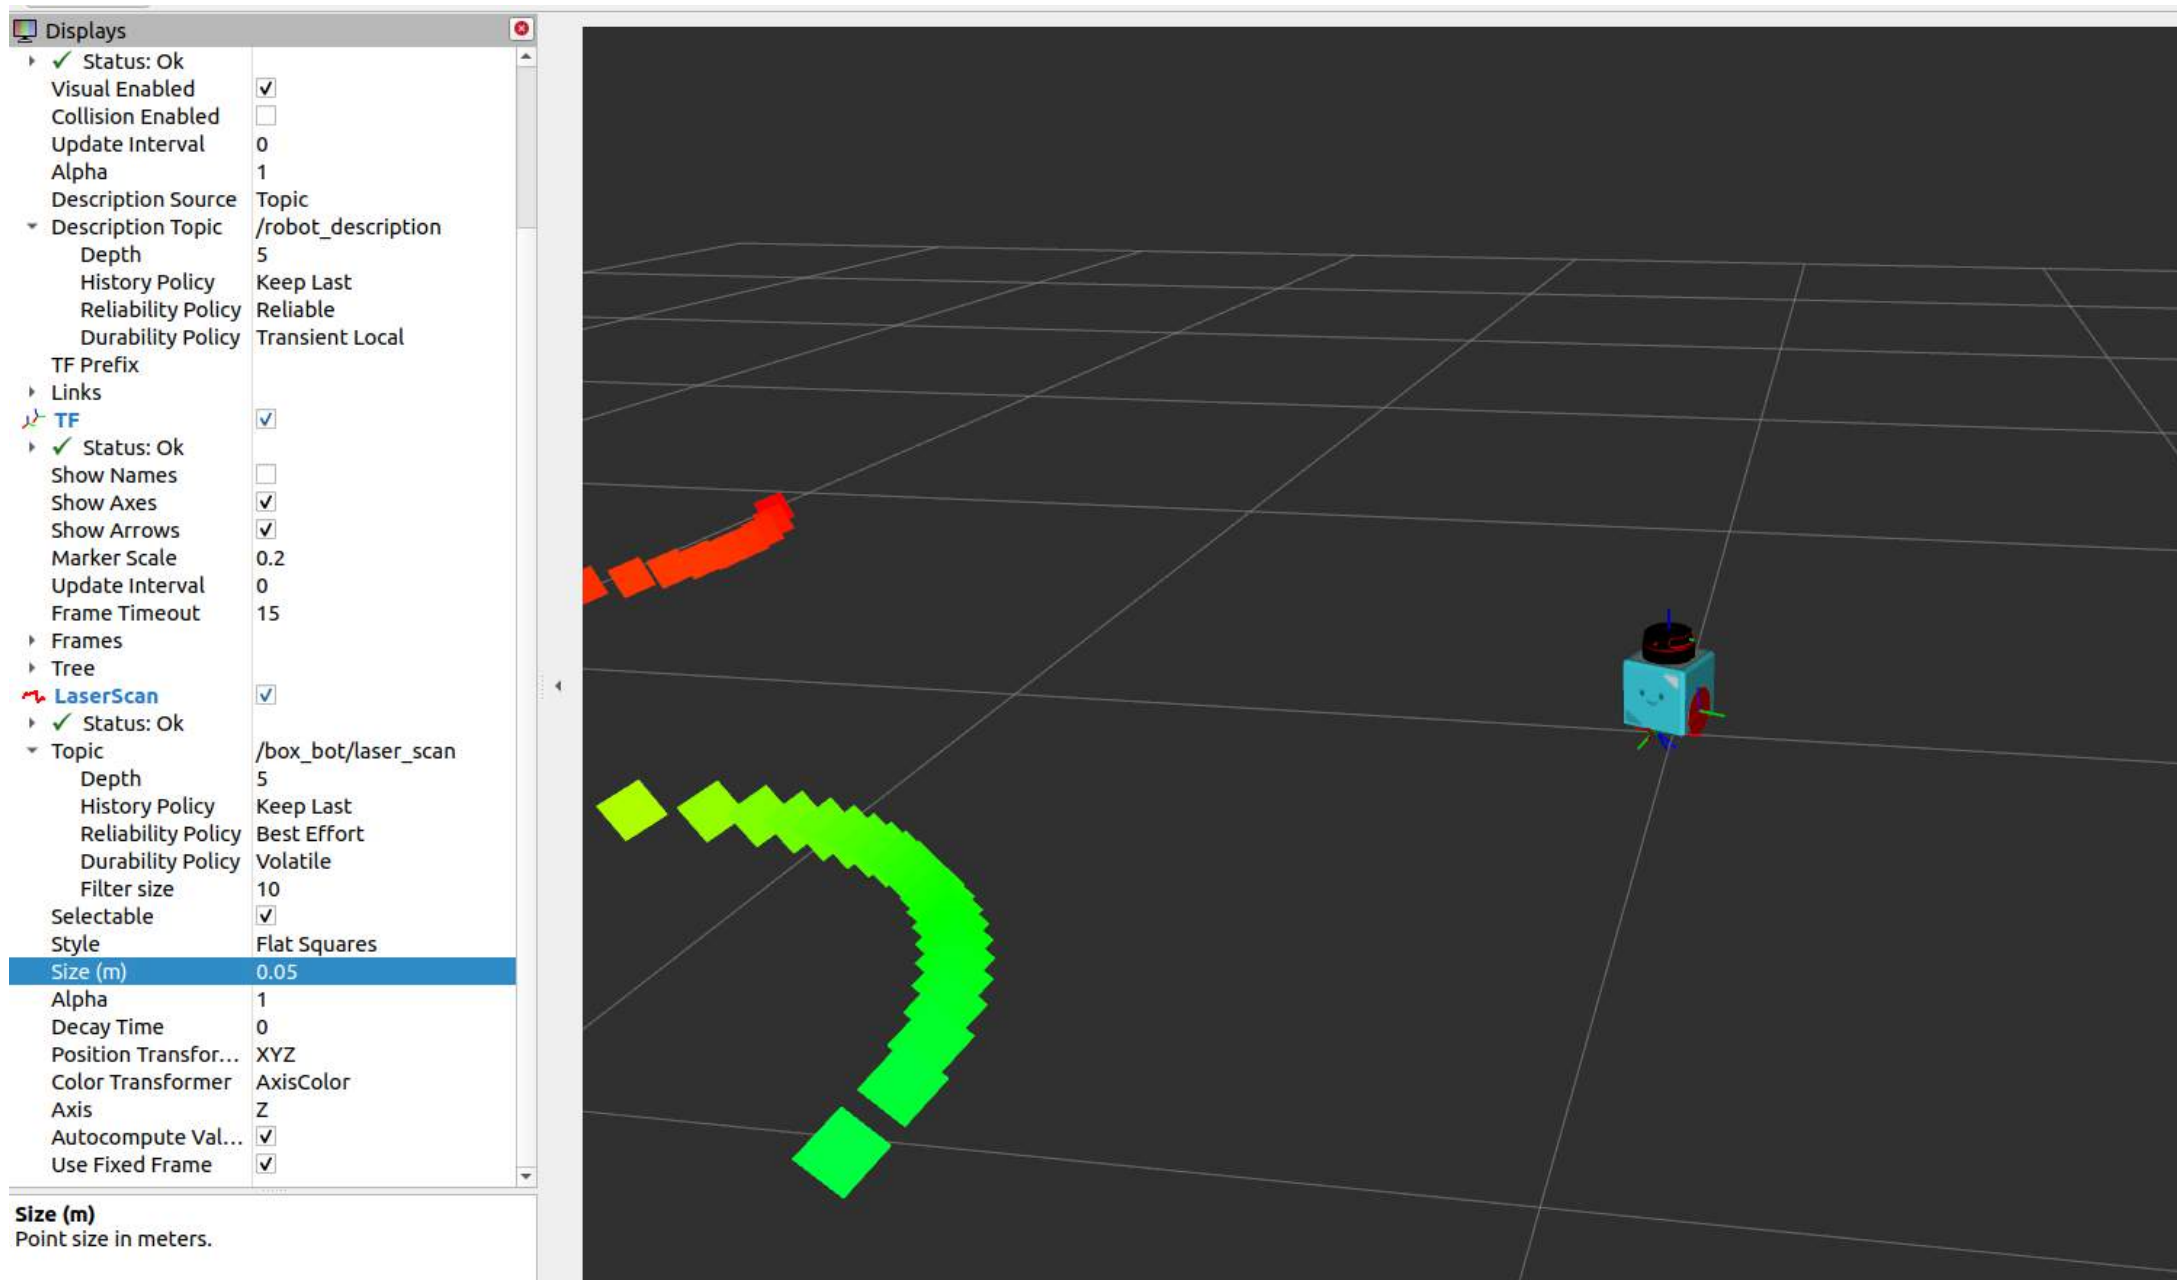 Displays
Status: Ok
Visual Enabled
Collision Enabled
Update Interval 0
Alpha 1
Description Source Topic
Description Topic /robot_description
Depth 5
History Policy Keep Last
Reliability Policy Reliable
Durability Policy Transient Local
TF Prefix
Links
TF
Status: Ok
Show Names
Show Axes
Show Arrows
Marker Scale 0.2
Update Interval 0
Frame Timeout 15
Frames
Tree
LaserScan
Status: Ok
Topic /box_bot/laser_scan
Depth 5
History Policy Keep Last
Reliability Policy Best Effort
Durability Policy Volatile
Filter size 10
Selectable
Style Flat Squares
Size (m) 0.05
Alpha 1
Decay Time 0
Position Transfor... XYZ
Color Transformer AxisColor
Axis Z
Autocompute Val...
Use Fixed Frame
Size (m)
Point size in meters.